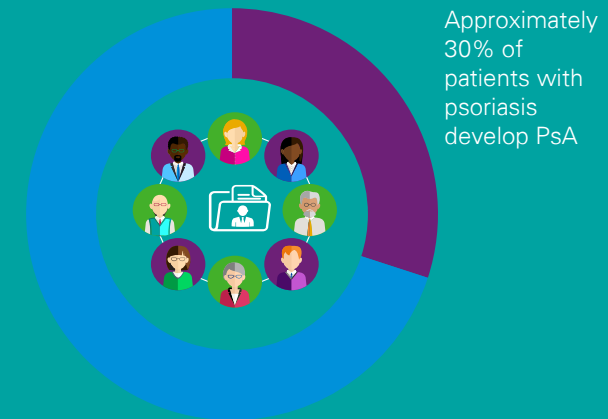 Approximately
30% of
patients with
psoriasis
develop PsA